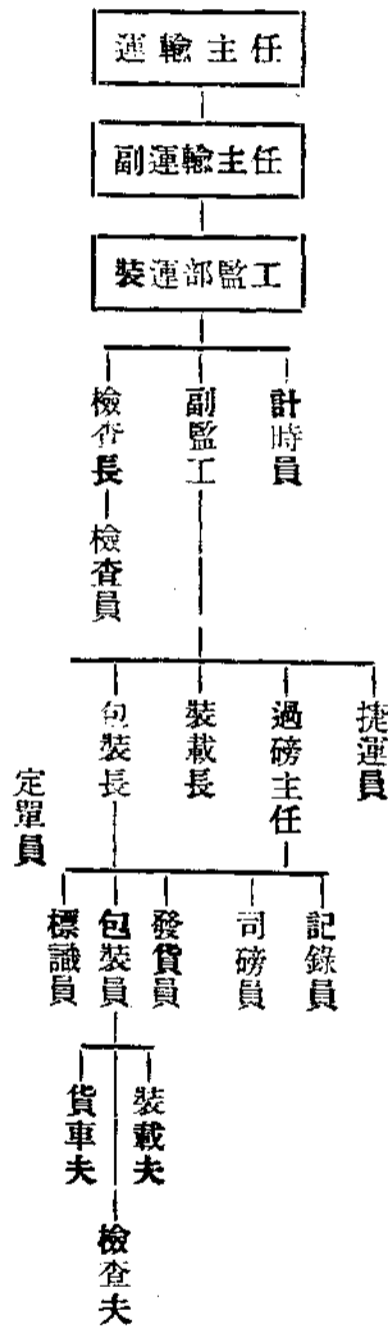 運輸主任
副運輸主任
裝運部監工
計時員
副監工
檢查長
檢查員
捷運員
過磅主任
裝載長
包裝長
定單員
記錄員
司磅員
發貨員
包裝員
標識員
裝載夫
貨車夫
檢查夫